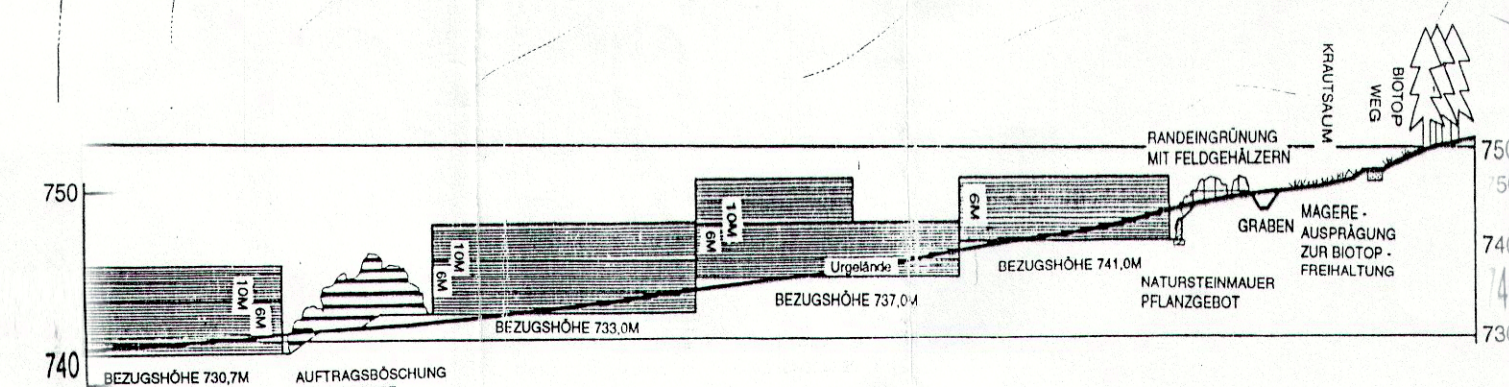 KRAUTSAUM
BIOTOP
WEG
RANDEINGRÜNUNG
MIT FELDGEHÄLZERN
750
750
750
10M
6M
6M
10M
6M
10M
6M
Urgelände
GRABEN
MAGERE -
AUSPRÄGUNG
ZUR BIOTOP -
FREIHALTUNG
740
BEZUGSHÖHE 741,0M
NATURSTEINMAUER
PFLANZGEBOT
BEZUGSHÖHE 737,0M
BEZUGSHÖHE 733,0M
730
740
BEZUGSHÖHE 730,7M
AUFTRAGSBÖSCHUNG